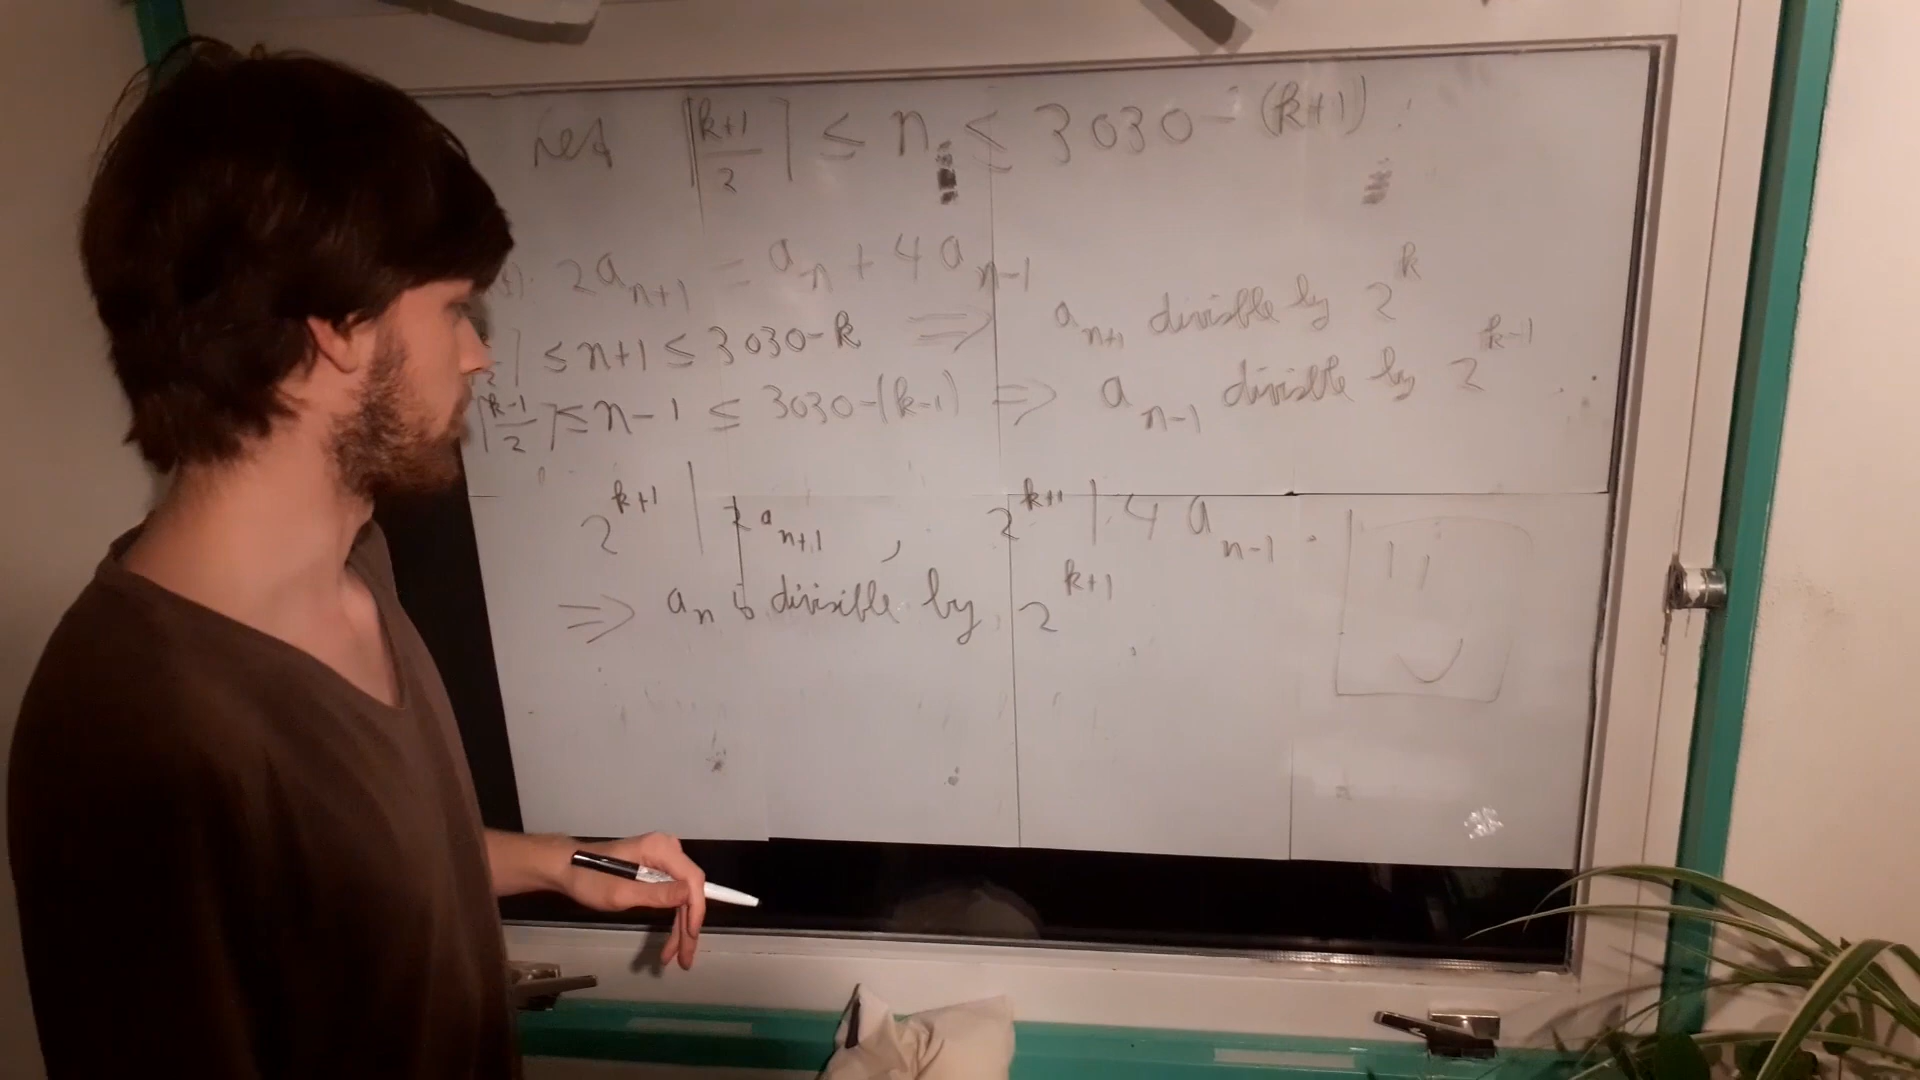 Let ⌈(k+1)/2⌉ ≤ n ≤ 3030 - (k+1).
2a_{n+1} = a_n + 4a_{n-1}
≤ n+1 ≤ 3030-k ⟹ a_{n+1} divisible by 2^k
⌈(k-1)/2⌉ ≤ n-1 ≤ 3030-(k-1) ⟹ a_{n-1} divisible by 2^{k-1}
2^{k+1} | 2a_{n+1}, 2^{k+1} | 4a_{n-1}.
⟹ a_n is divisible by 2^{k+1}